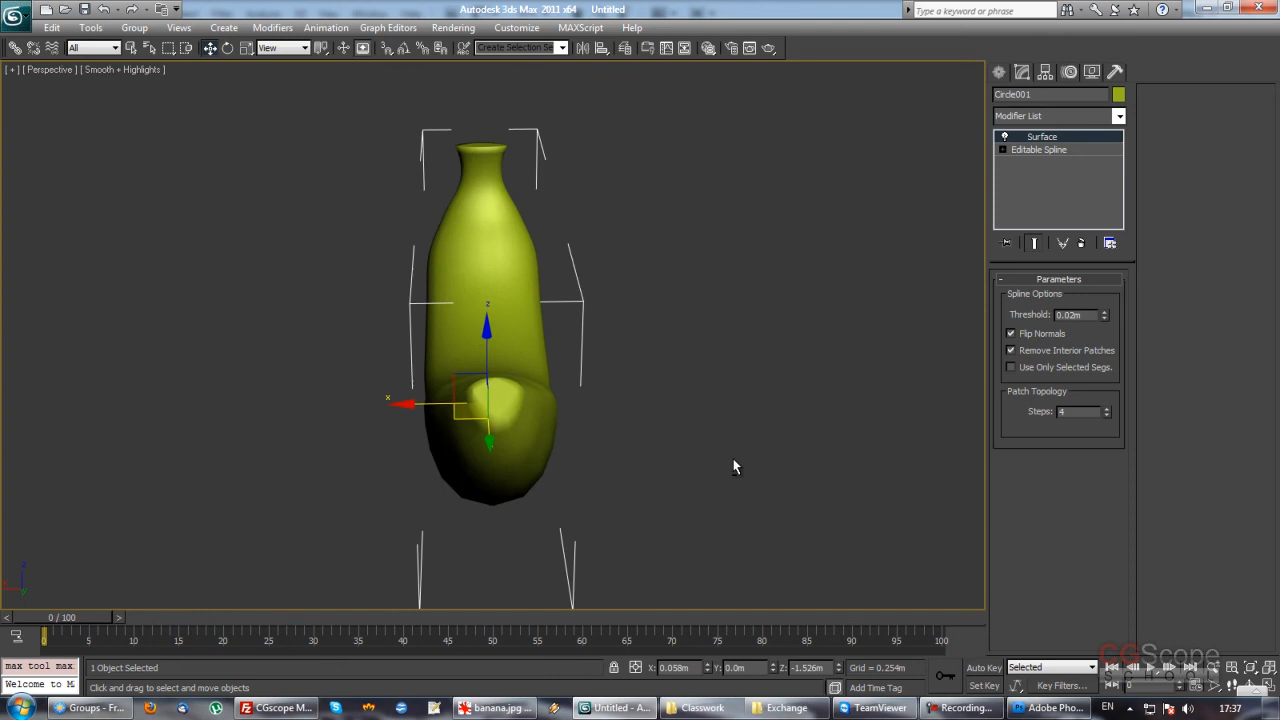 Autodesk 3ds Max 2011 x64 Untitled
Type a keyword or phrase
Edit Tools Group Views Create Modifiers Animation Graph Editors Rendering Customize MAXScript Help
All View Create Selection Se
[ + ] [ Perspective ] [ Smooth + Highlights ]
Circle001
Modifier List
Surface
Editable Spline
Parameters
Spline Options
Threshold: 0.02m
Flip Normals
Remove Interior Patches
Use Only Selected Segs.
Patch Topology
Steps: 4
z
x
z
y
< 0 / 100 >
0 5 10 15 20 25 30 35 40 45 50 55 60 65 70 75 80 85 90 95 100
CGScope
school
max tool max 1 Object Selected X: 0.058m Y: 0.0m Z: -1.526m Grid = 0.254m Auto Key Selected
Welcome to M Click and drag to select and move objects Add Time Tag Set Key Key Filters... 0
Groups - Fr... CGscope M... banana.jpg ... Untitled - A... Classwork Exchange TeamViewer Recording... Adobe Pho... EN 17:37